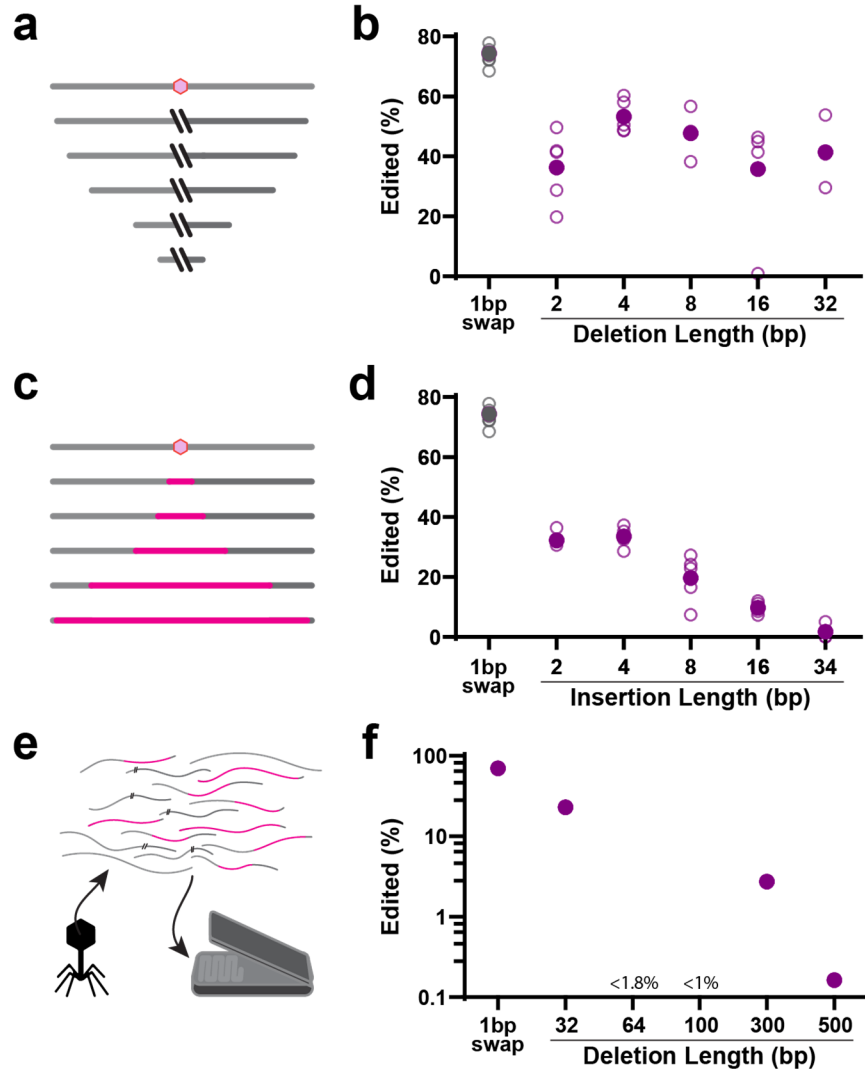 a
b
Edited (%)
80
60
40
20
0
1bp swap
2
4
8
16
32
Deletion Length (bp)
c
d
Edited (%)
80
60
40
20
0
1bp swap
2
4
8
16
34
Insertion Length (bp)
e
f
Edited (%)
100
10
1
0.1
<1.8%
<1%
1bp swap
32
64
100
300
500
Deletion Length (bp)